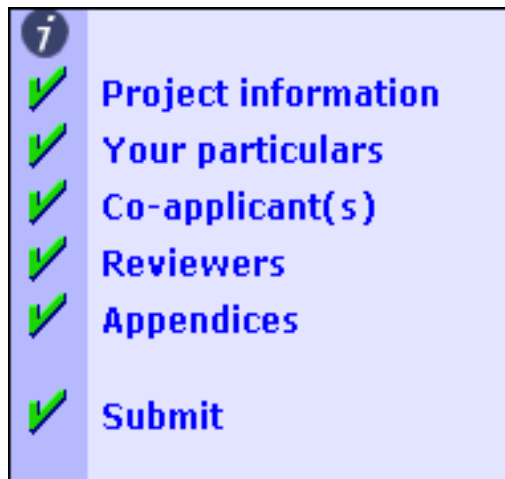 i
Project information
Your particulars
Co-applicant(s)
Reviewers
Appendices
Submit